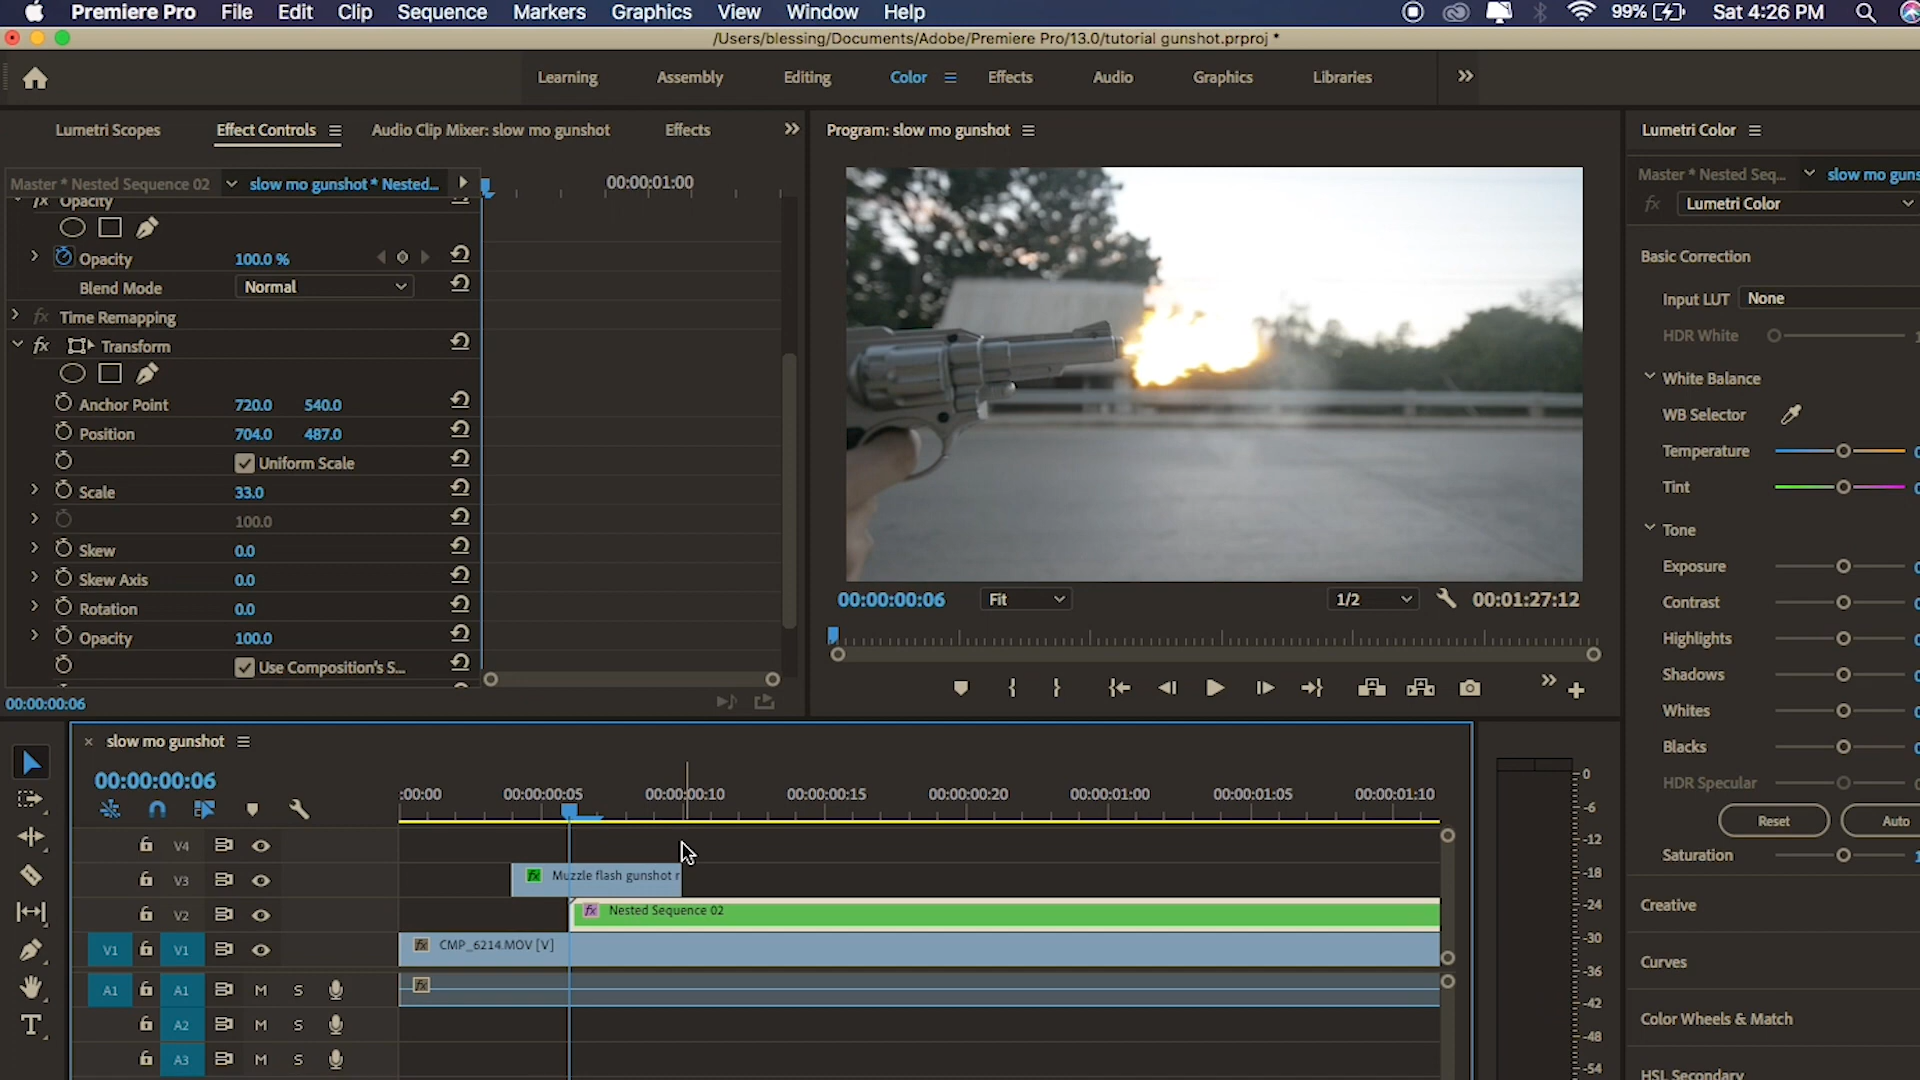 Premiere Pro File Edit Clip Sequence Markers Graphics View Window Help 99% Sat 4:26 PM
/Users/blessing/Documents/Adobe/Premiere Pro/13.0/tutorial gunshot.prproj *
Learning Assembly Editing Color Effects Audio Graphics Libraries
Lumetri Scopes Effect Controls Audio Clip Mixer: slow mo gunshot Effects
Master * Nested Sequence 02 slow mo gunshot * Nested...
00:00:01:00
fx Opacity
Opacity 100.0 %
Blend Mode Normal
fx Time Remapping
fx Transform
Anchor Point 720.0 540.0
Position 704.0 487.0
Uniform Scale
Scale 33.0
100.0
Skew 0.0
Skew Axis 0.0
Rotation 0.0
Opacity 100.0
Use Composition's S...
00:00:00:06
Program: slow mo gunshot
00:00:00:06 Fit 1/2 00:01:27:12
Lumetri Color
Master * Nested Seq... slow mo guns
fx Lumetri Color
Basic Correction
Input LUT None
HDR White
White Balance
WB Selector
Temperature
Tint
Tone
Exposure
Contrast
Highlights
Shadows
Whites
Blacks
HDR Specular
Reset Auto
Saturation
Creative
Curves
Color Wheels & Match
HSL Secondary
× slow mo gunshot
00:00:00:06
:00:00 00:00:00:05 00:00:00:10 00:00:00:15 00:00:00:20 00:00:01:00 00:00:01:05 00:00:01:10
V4
V3 fx Muzzle flash gunshot r
V2 fx Nested Sequence 02
V1 V1 fx CMP_6214.MOV [V]
A1 A1 M S fx
A2 M S
A3 M S
T
0
-6
-12
-18
-24
-30
-36
-42
-48
-54